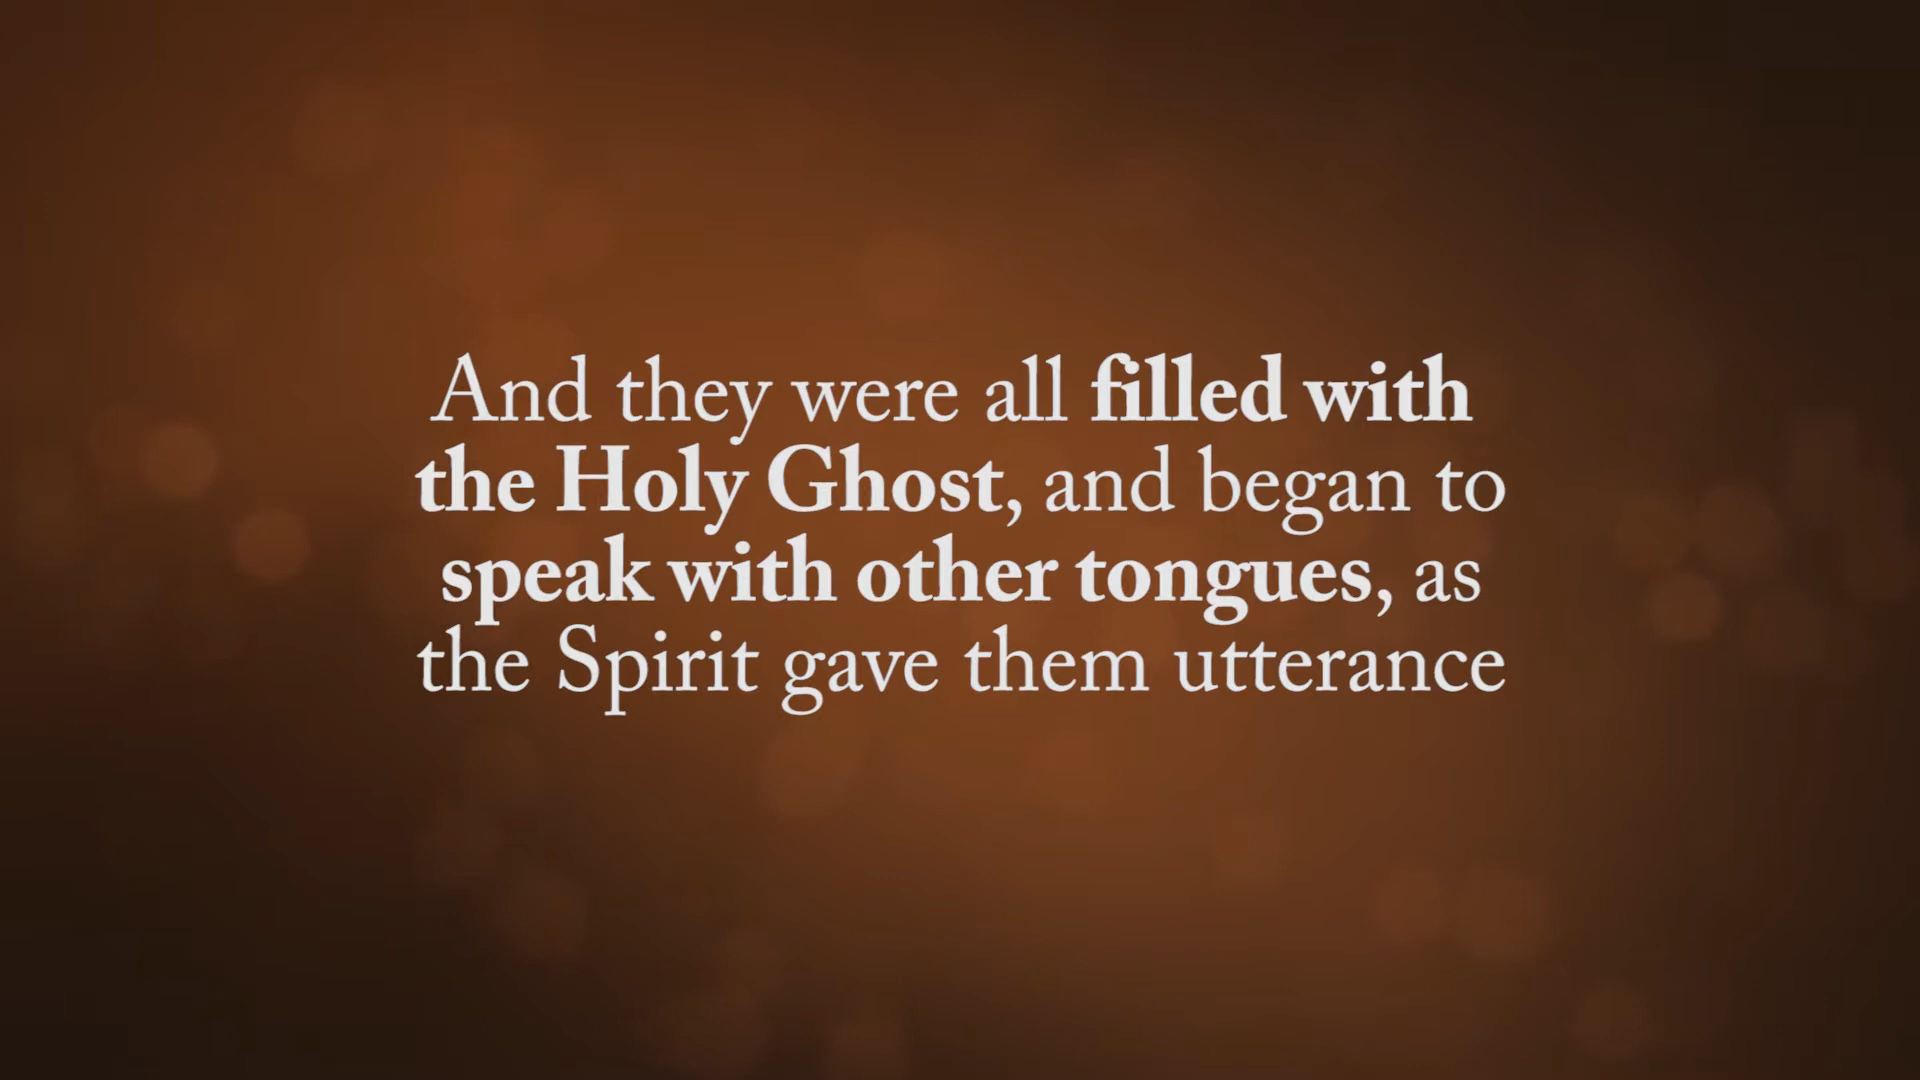 And they were all filled with
the Holy Ghost, and began to
speak with other tongues, as
the Spirit gave them utterance